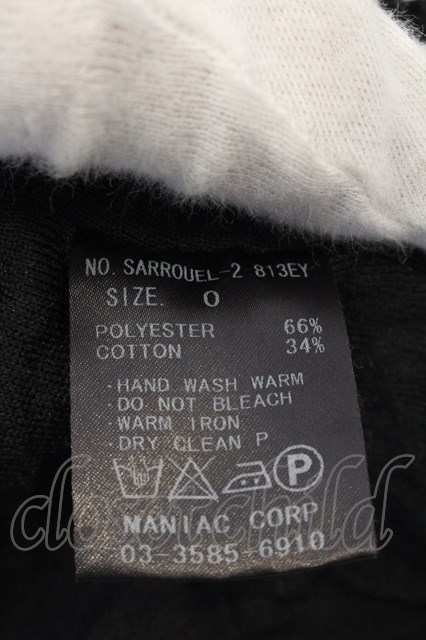 NO. SARROUEL-2 813EY
SIZE. 0
POLYESTER 66%
COTTON 34%
·HAND WASH WARM
·DO NOT BLEACH
·WARM IRON
·DRY CLEAN P
P
closetchild
MANIAC CORP
03-3585-6910